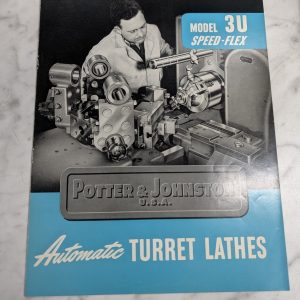 MODEL 3U
SPEED-FLEX
POTTER & JOHNSTON
U.S.A.
Automatic TURRET LATHES